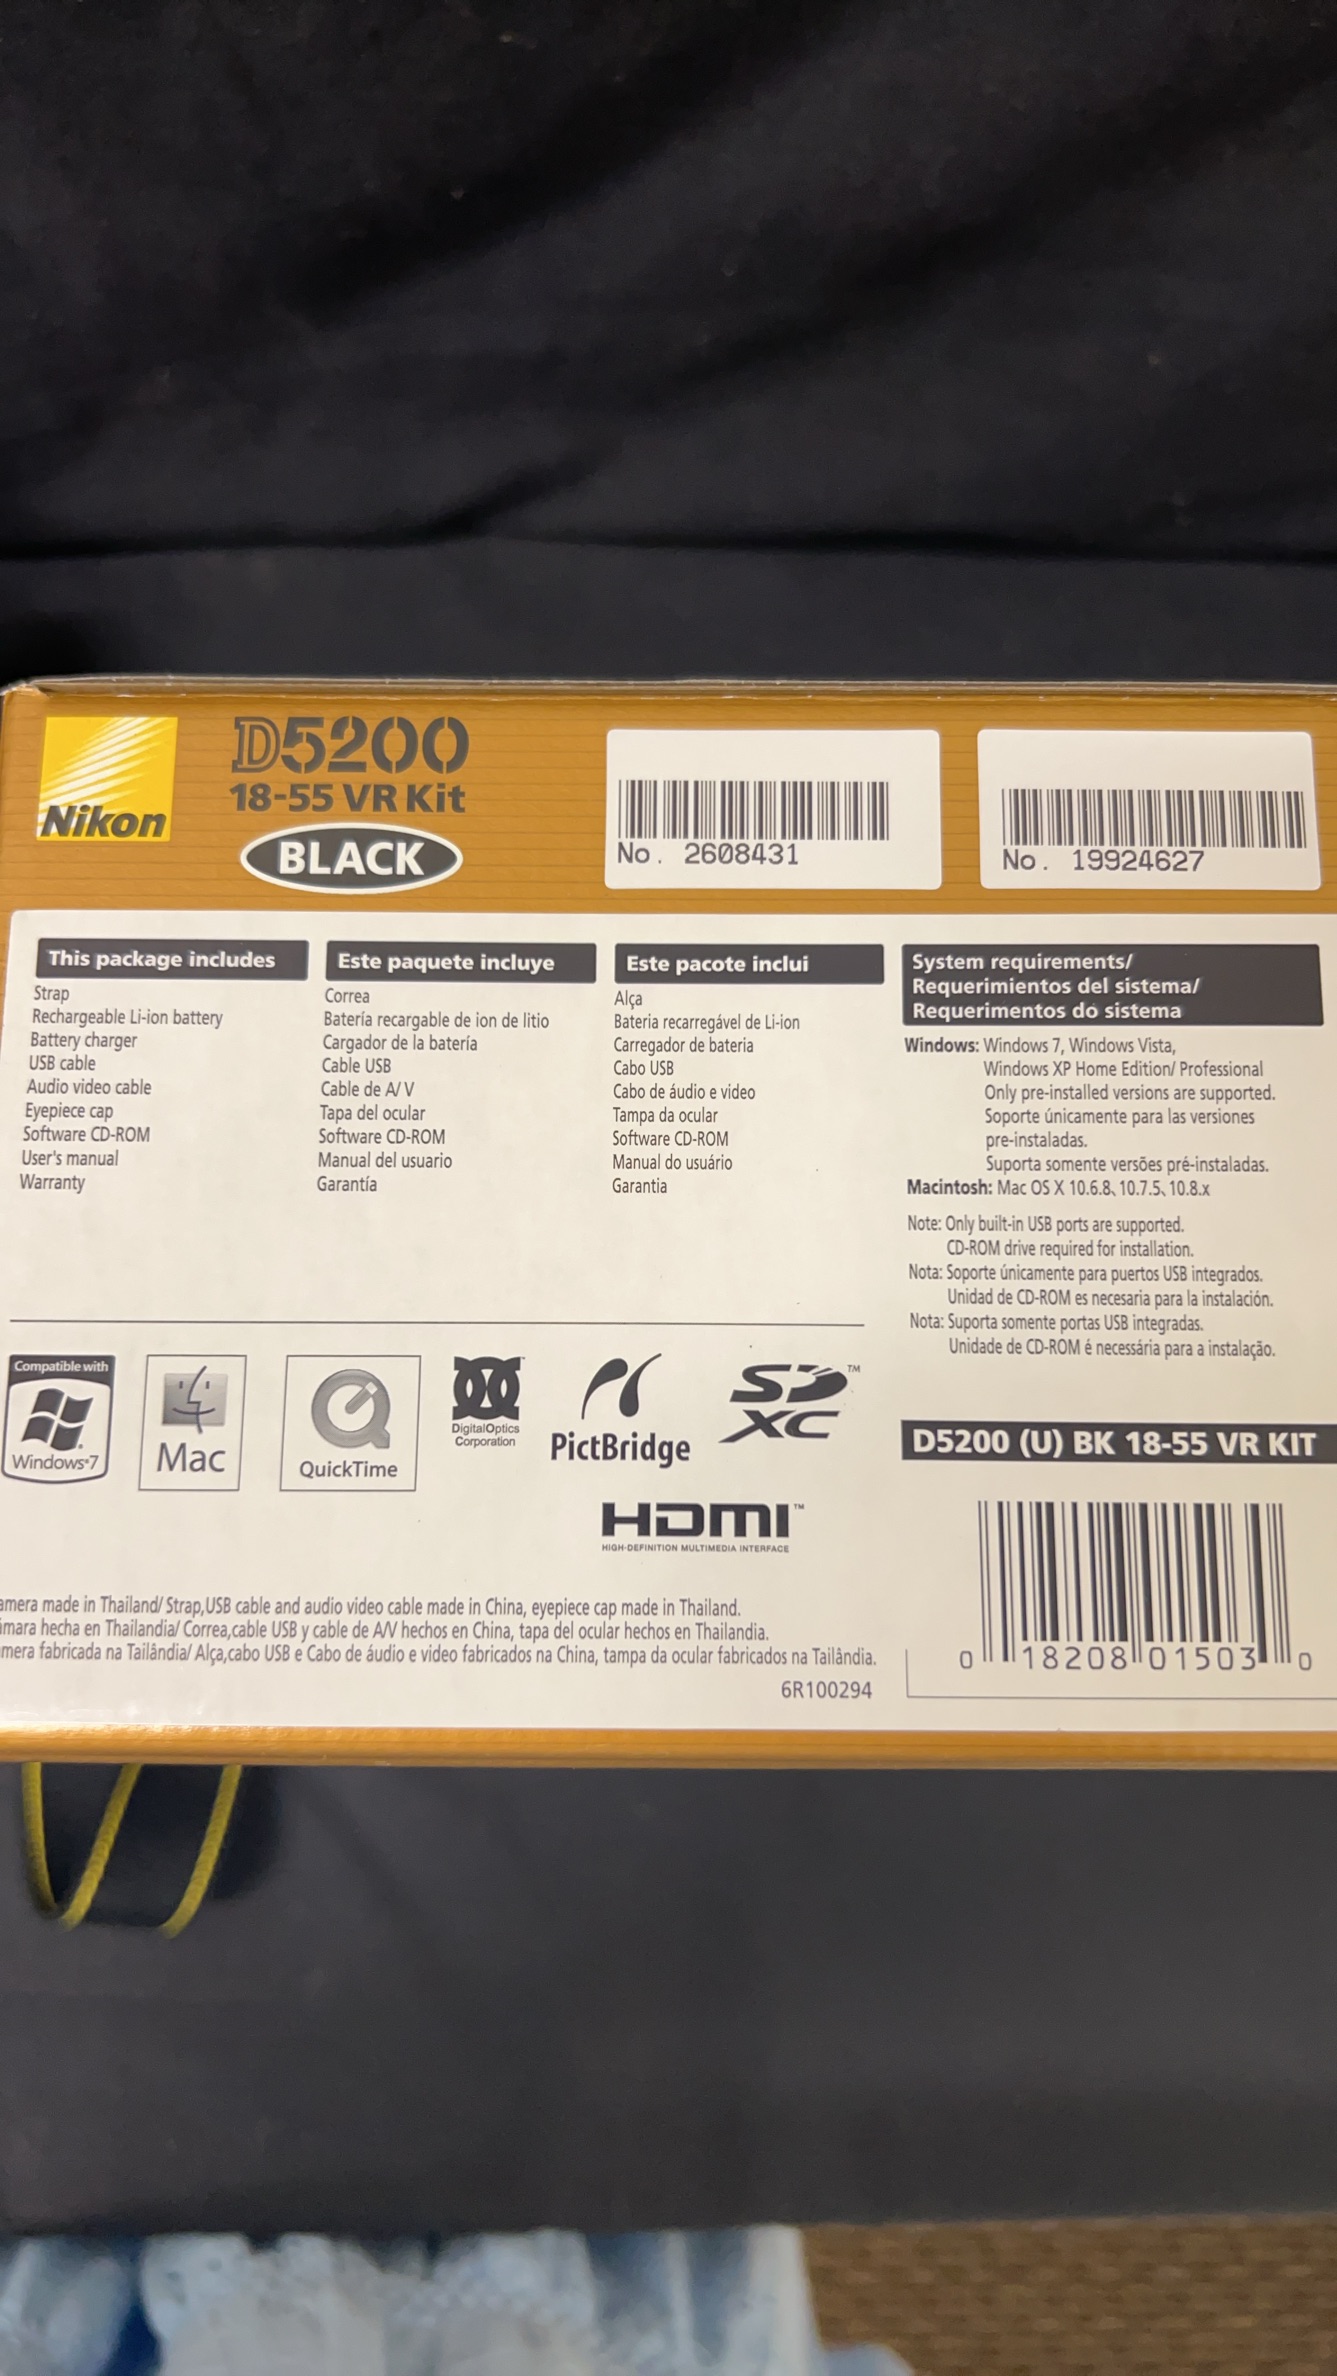 Nikon
D5200
18-55 VR Kit
BLACK
No. 2608431
No. 19924627
This package includes
Strap
Rechargeable Li-ion battery
Battery charger
USB cable
Audio video cable
Eyepiece cap
Software CD-ROM
User's manual
Warranty
Este paquete incluye
Correa
Batería recargable de ion de litio
Cargador de la batería
Cable USB
Cable de A/V
Tapa del ocular
Software CD-ROM
Manual del usuario
Garantía
Este pacote inclui
Alça
Bateria recarregável de Li-ion
Carregador de bateria
Cabo USB
Cabo de áudio e video
Tampa da ocular
Software CD-ROM
Manual do usuário
Garantia
System requirements/
Requerimientos del sistema/
Requerimentos do sistema
Windows: Windows 7, Windows Vista,
Windows XP Home Edition/ Professional
Only pre-installed versions are supported.
Soporte únicamente para las versiones
pre-instaladas.
Suporta somente versões pré-instaladas.
Macintosh: Mac OS X 10.6.8、10.7.5、10.8.x
Note: Only built-in USB ports are supported.
CD-ROM drive required for installation.
Nota: Soporte únicamente para puertos USB integrados.
Unidad de CD-ROM es necesaria para la instalación.
Nota: Suporta somente portas USB integradas.
Unidade de CD-ROM é necessária para a instalação.
Compatible with
Windows 7
Mac
QuickTime
DigitalOptics
Corporation
PictBridge
SD XC™
HDMI™
HIGH-DEFINITION MULTIMEDIA INTERFACE
D5200 (U) BK 18-55 VR KIT
0 18208 01503 0
amera made in Thailand/ Strap,USB cable and audio video cable made in China, eyepiece cap made in Thailand.
mara hecha en Thailandia/ Correa,cable USB y cable de A/V hechos en China, tapa del ocular hechos en Thailandia.
mera fabricada na Tailândia/ Alça,cabo USB e Cabo de áudio e video fabricados na China, tampa da ocular fabricados na Tailândia.
6R100294